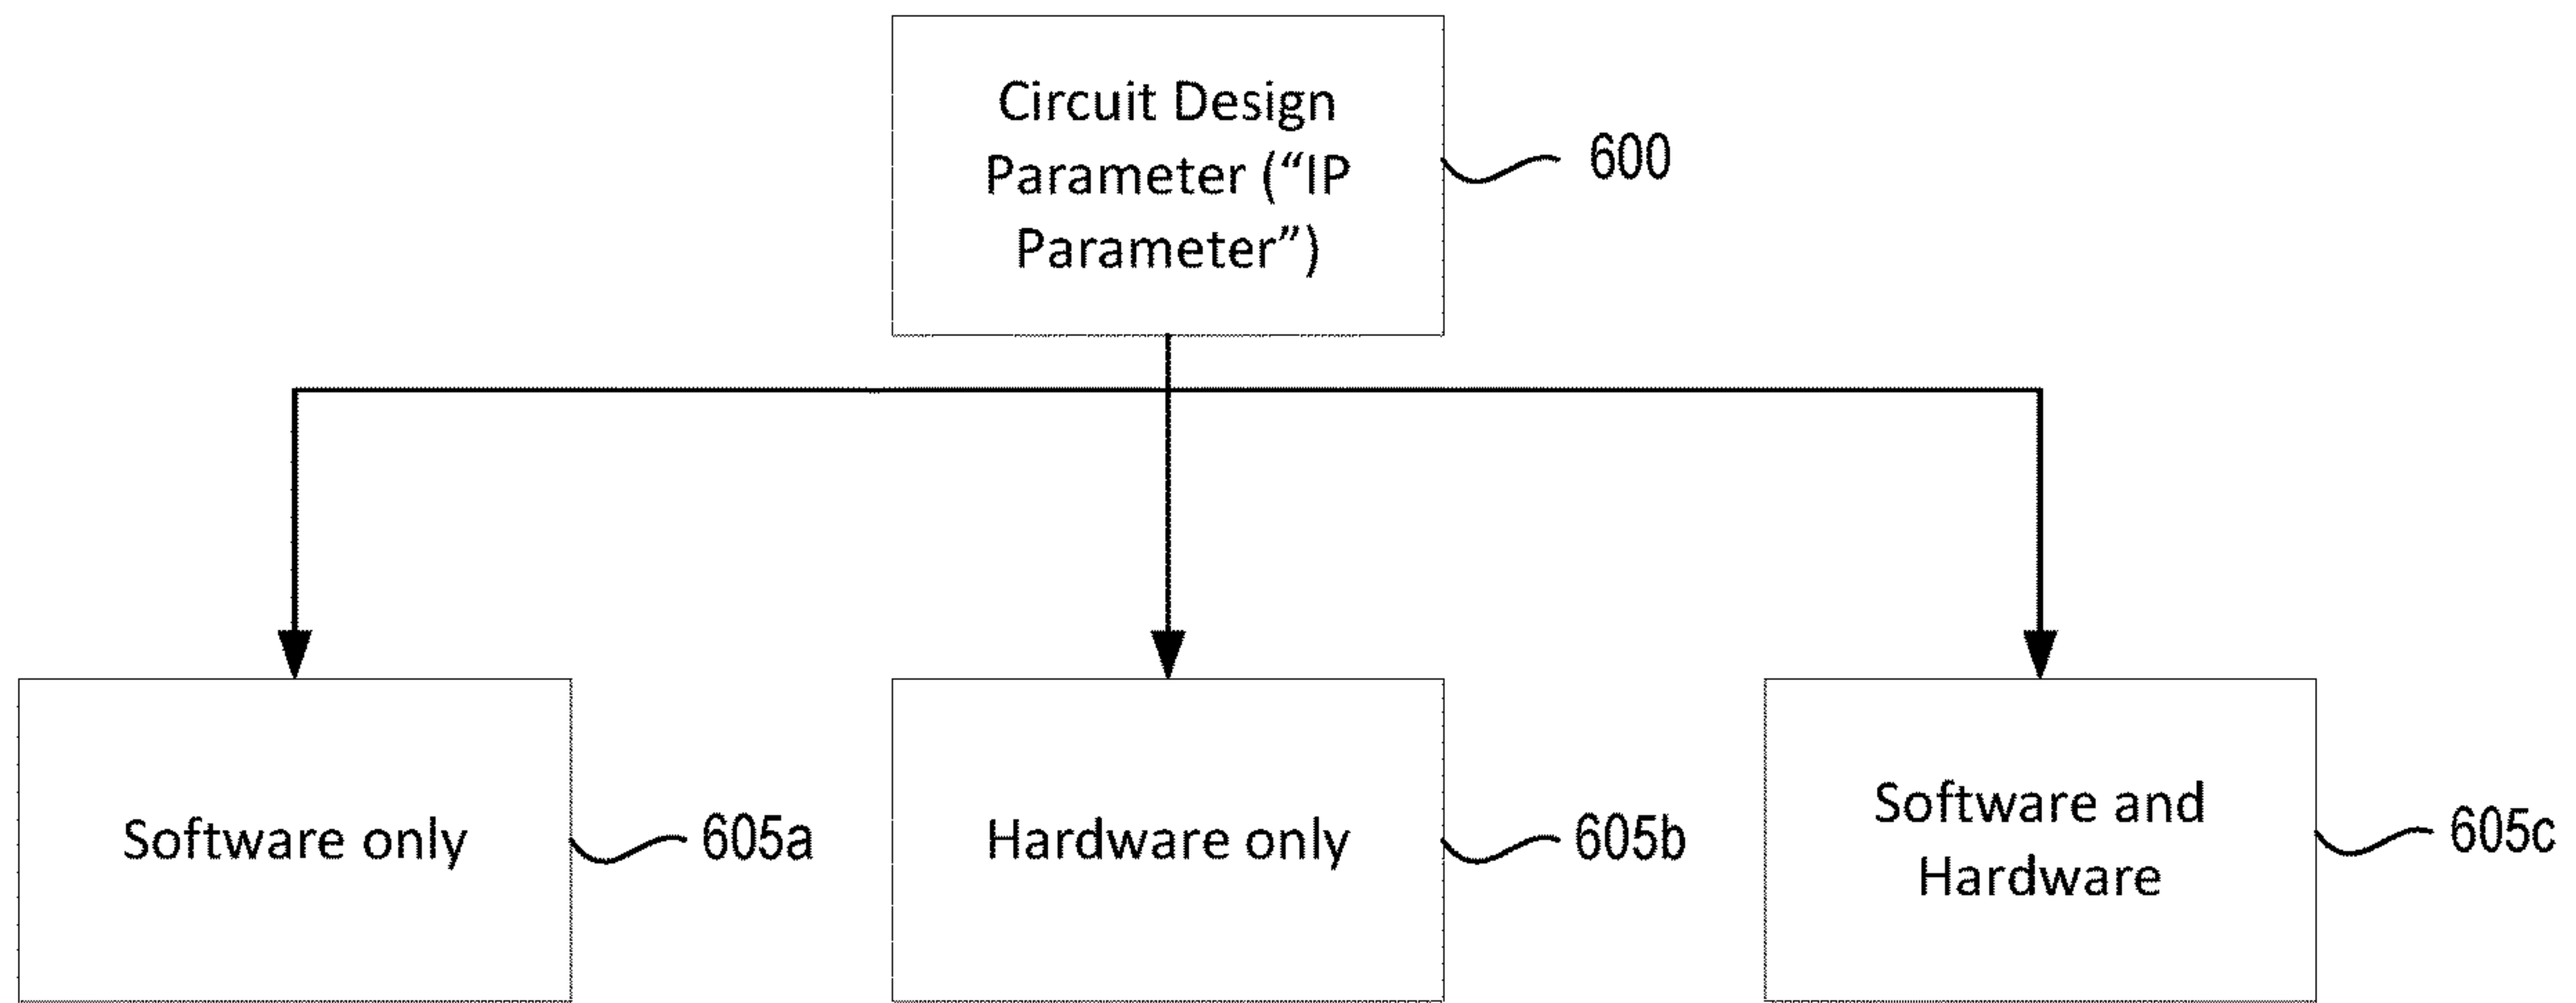 Circuit Design
Parameter (“IP
Parameter”)
600
Software only
605a
Hardware only
605b
Software and
Hardware
605c